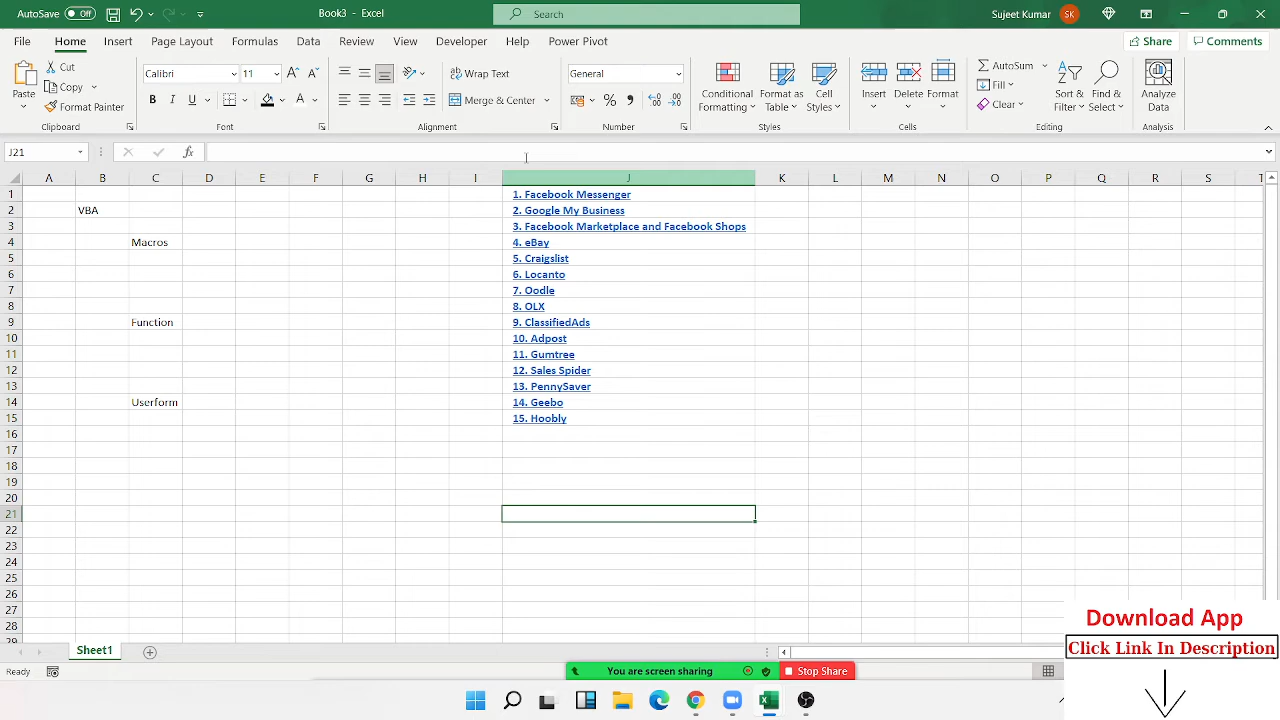 AutoSave Off
Book3 - Excel
Search
Sujeet Kumar SK
File Home Insert Page Layout Formulas Data Review View Developer Help Power Pivot
Share Comments
Paste
Cut
Copy
Format Painter
Clipboard
Calibri 11
B I U
Font
Wrap Text
Merge & Center
Alignment
General
Number
Conditional Formatting
Format as Table
Cell Styles
Styles
Insert Delete Format
Cells
AutoSum
Fill
Clear
Sort & Filter
Find & Select
Editing
Analyze Data
Analysis
J21
fx
A B C D E F G H I J K L M N O P Q R S T
1 1. Facebook Messenger
2 VBA 2. Google My Business
3 3. Facebook Marketplace and Facebook Shops
4 Macros 4. eBay
5 5. Craigslist
6 6. Locanto
7 7. Oodle
8 8. OLX
9 Function 9. ClassifiedAds
10 10. Adpost
11 11. Gumtree
12 12. Sales Spider
13 13. PennySaver
14 Userform 14. Geebo
15 15. Hoobly
16
17
18
19
20
21
22
23
24
25
26
27
28
29
Download App
Click Link In Description
Sheet1
Ready
You are screen sharing
Stop Share